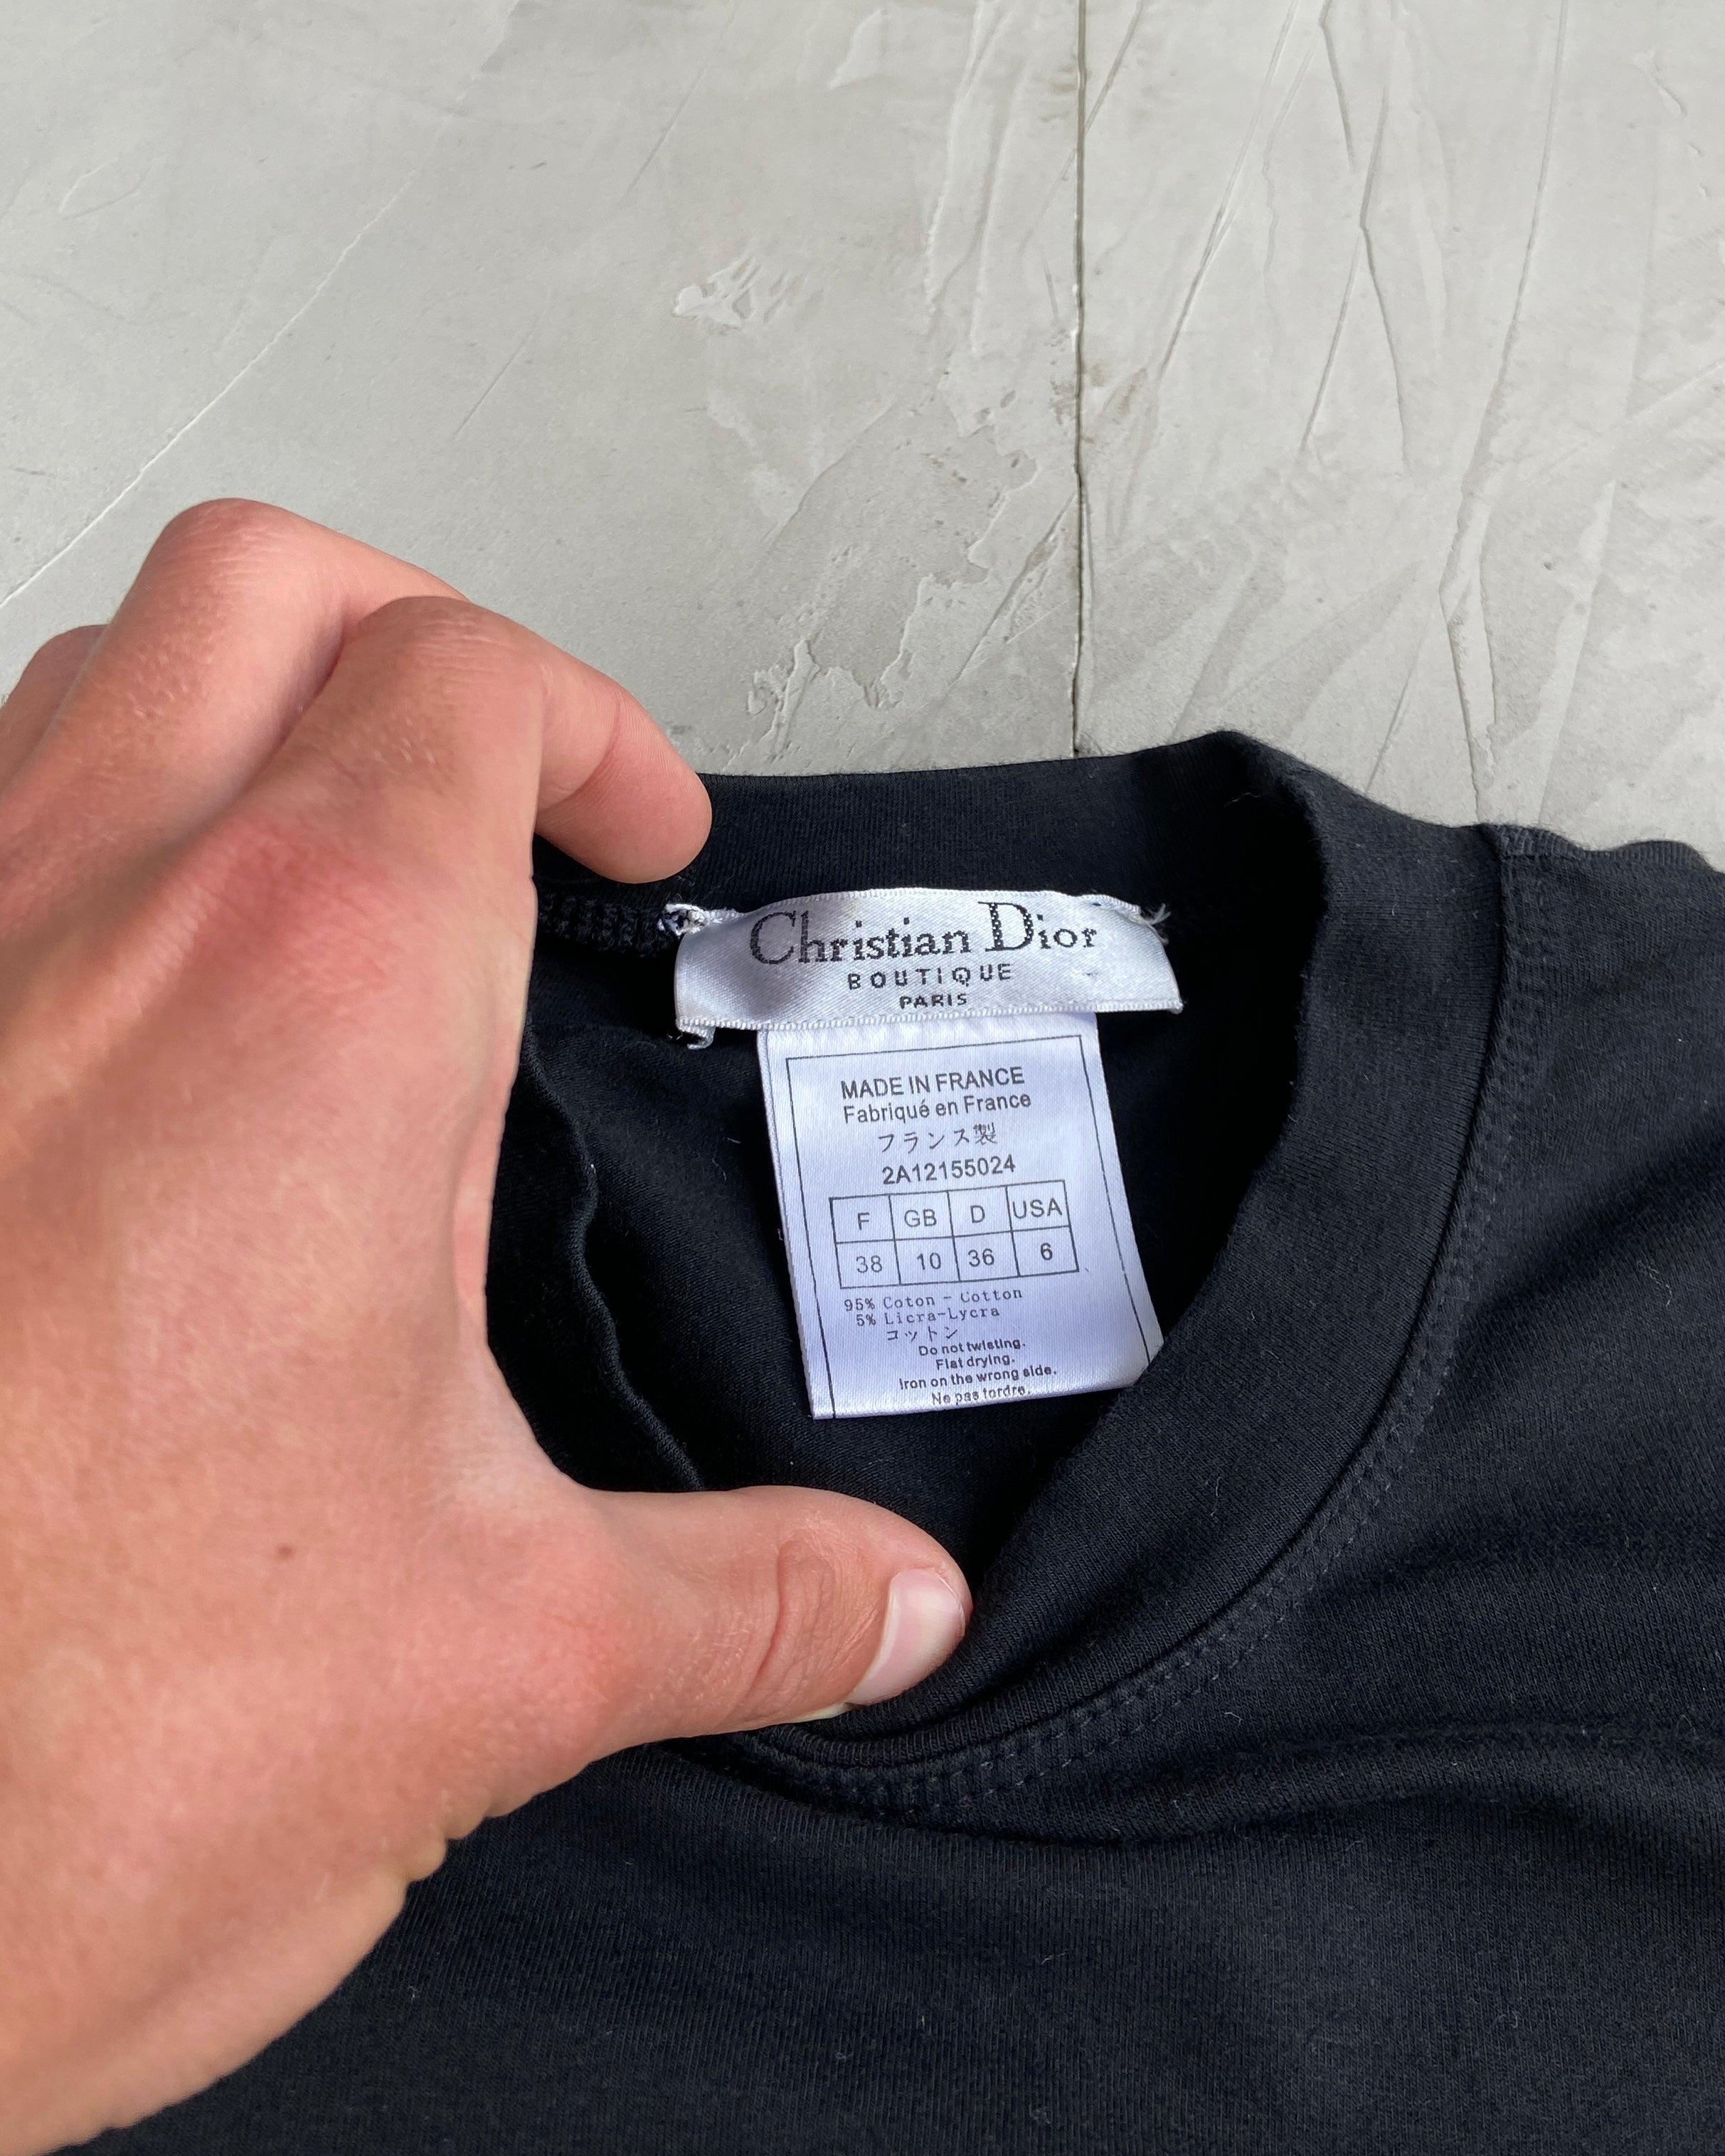 Christian Dior
BOUTIQUE
PARIS
MADE IN FRANCE
Fabriqué en France
フランス製
2A12155024
F GB D USA
38 10 36 6
95% Coton - Cotton
5% Licra-Lycra
コットン
Do not twisting.
Flat drying.
Iron on the wrong side.
Ne pas tordre.